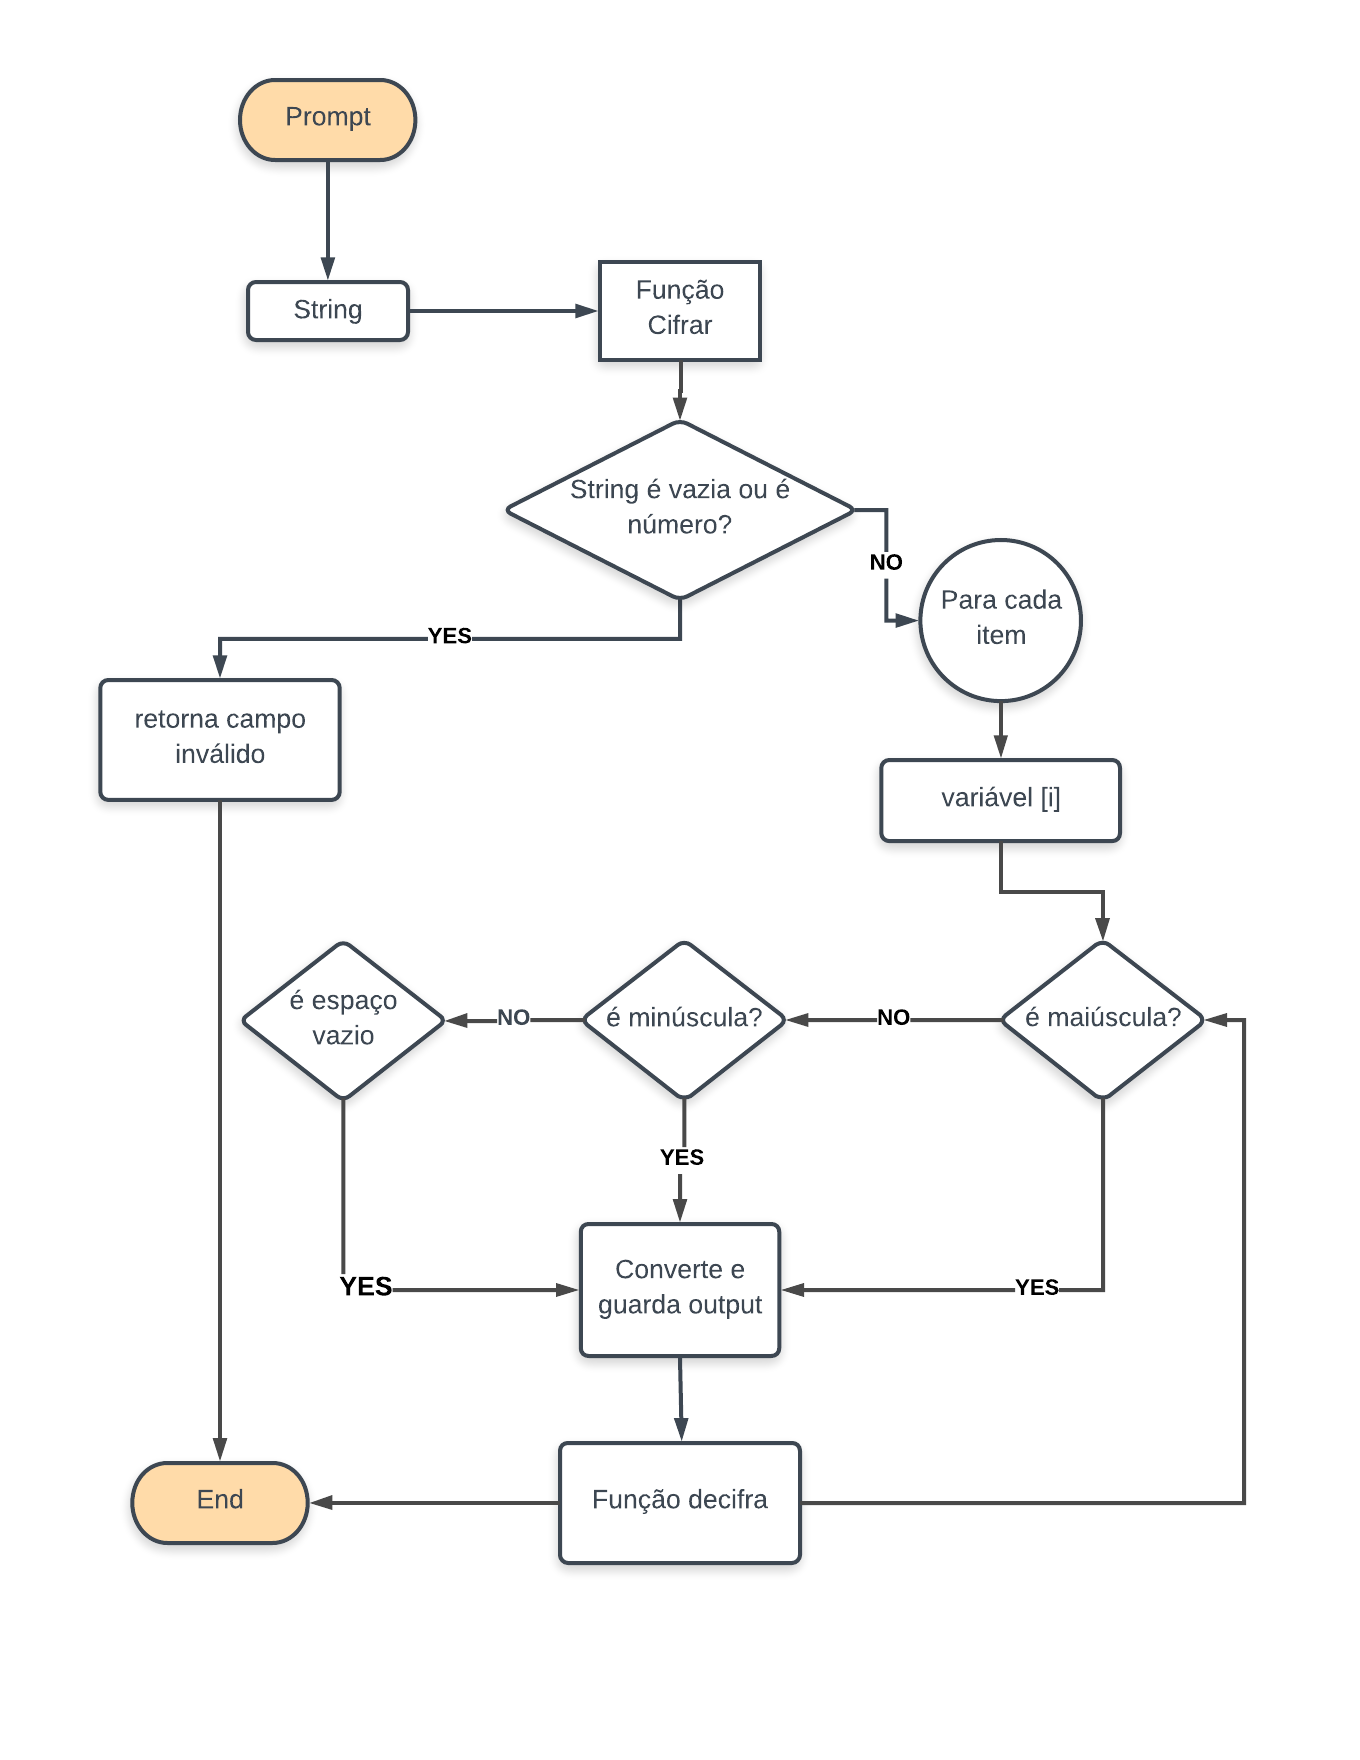 Prompt
String
Função
Cifrar
String é vazia ou é
número?
NO
Para cada
item
YES
retorna campo
inválido
variável [i]
é espaço
vazio
NO
é minúscula?
NO
é maiúscula?
YES
YES
Converte e
guarda output
YES
End
Função decifra